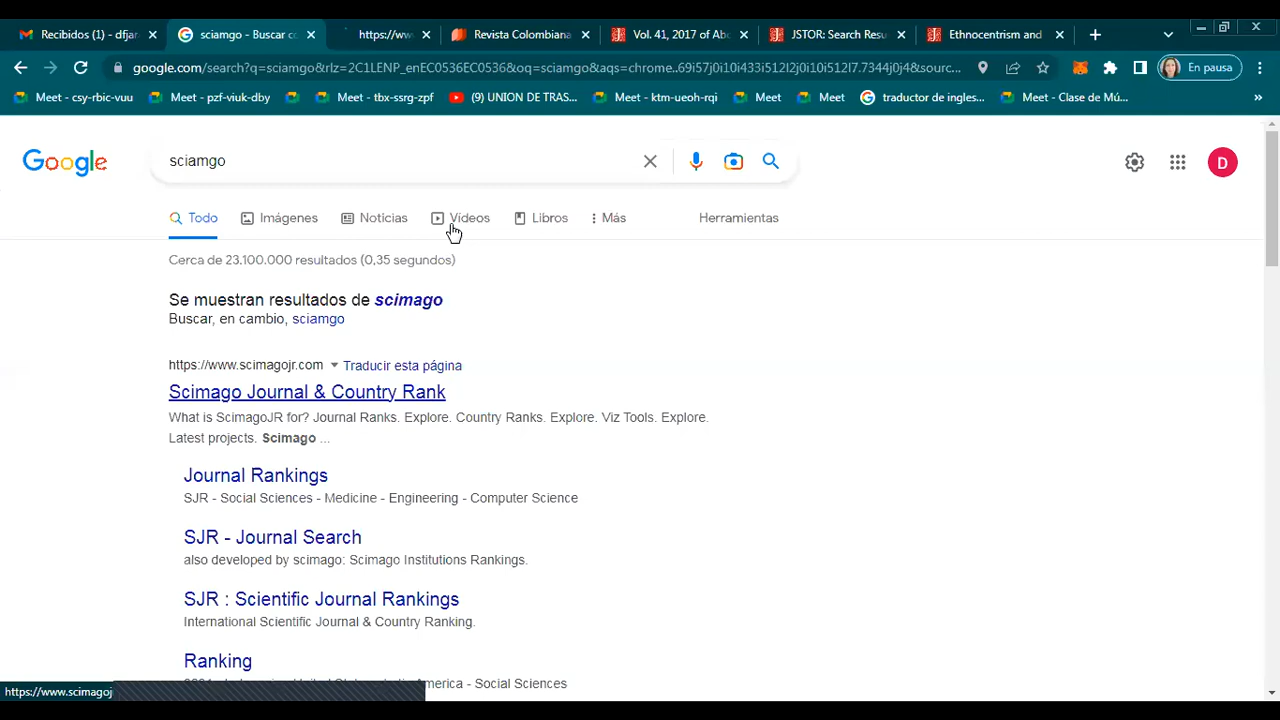 Recibidos (1) - dfjar
sciamgo - Buscar co
https://ww
Revista Colombiana
Vol. 41, 2017 of Abo
JSTOR: Search Resu
Ethnocentrism and
google.com/search?q=sciamgo&rlz=2C1LENP_enEC0536EC0536&oq=sciamgo&aqs=chrome..69i57j0i10i433i512l2j0i10i512l7.7344j0j4&sourc...
En pausa
Meet - csy-rbic-vuu
Meet - pzf-viuk-dby
Meet - tbx-ssrg-zpf
(9) UNION DE TRAS...
Meet - ktm-ueoh-rqi
Meet
Meet
traductor de ingles...
Meet - Clase de Mú...
Google
sciamgo
D
Todo
Imágenes
Noticias
Vídeos
Libros
Más
Herramientas
Cerca de 23.100.000 resultados (0,35 segundos)
Se muestran resultados de scimago
Buscar, en cambio, sciamgo
https://www.scimagojr.com
Traducir esta página
Scimago Journal & Country Rank
What is ScimagoJR for? Journal Ranks. Explore. Country Ranks. Explore. Viz Tools. Explore.
Latest projects. Scimago ...
Journal Rankings
SJR - Social Sciences - Medicine - Engineering - Computer Science
SJR - Journal Search
also developed by scimago: Scimago Institutions Rankings.
SJR : Scientific Journal Rankings
International Scientific Journal & Country Ranking.
Ranking
America - Social Sciences
https://www.scimagoj